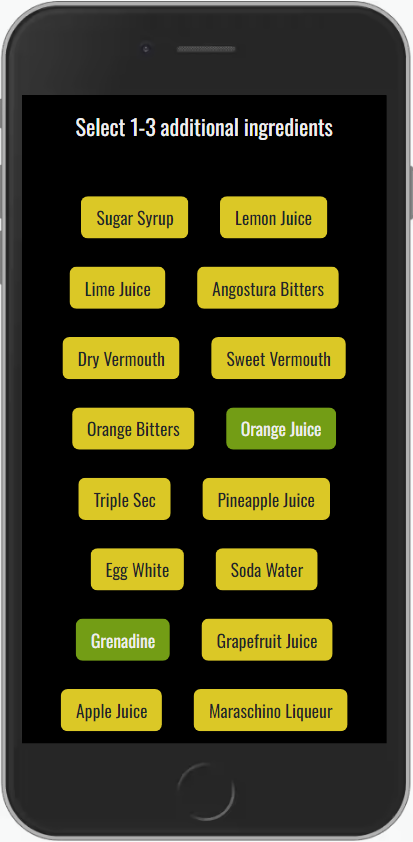 Select 1-3 additional ingredients
Sugar Syrup
Lemon Juice
Lime Juice
Angostura Bitters
Dry Vermouth
Sweet Vermouth
Orange Bitters
Orange Juice
Triple Sec
Pineapple Juice
Egg White
Soda Water
Grenadine
Grapefruit Juice
Apple Juice
Maraschino Liqueur